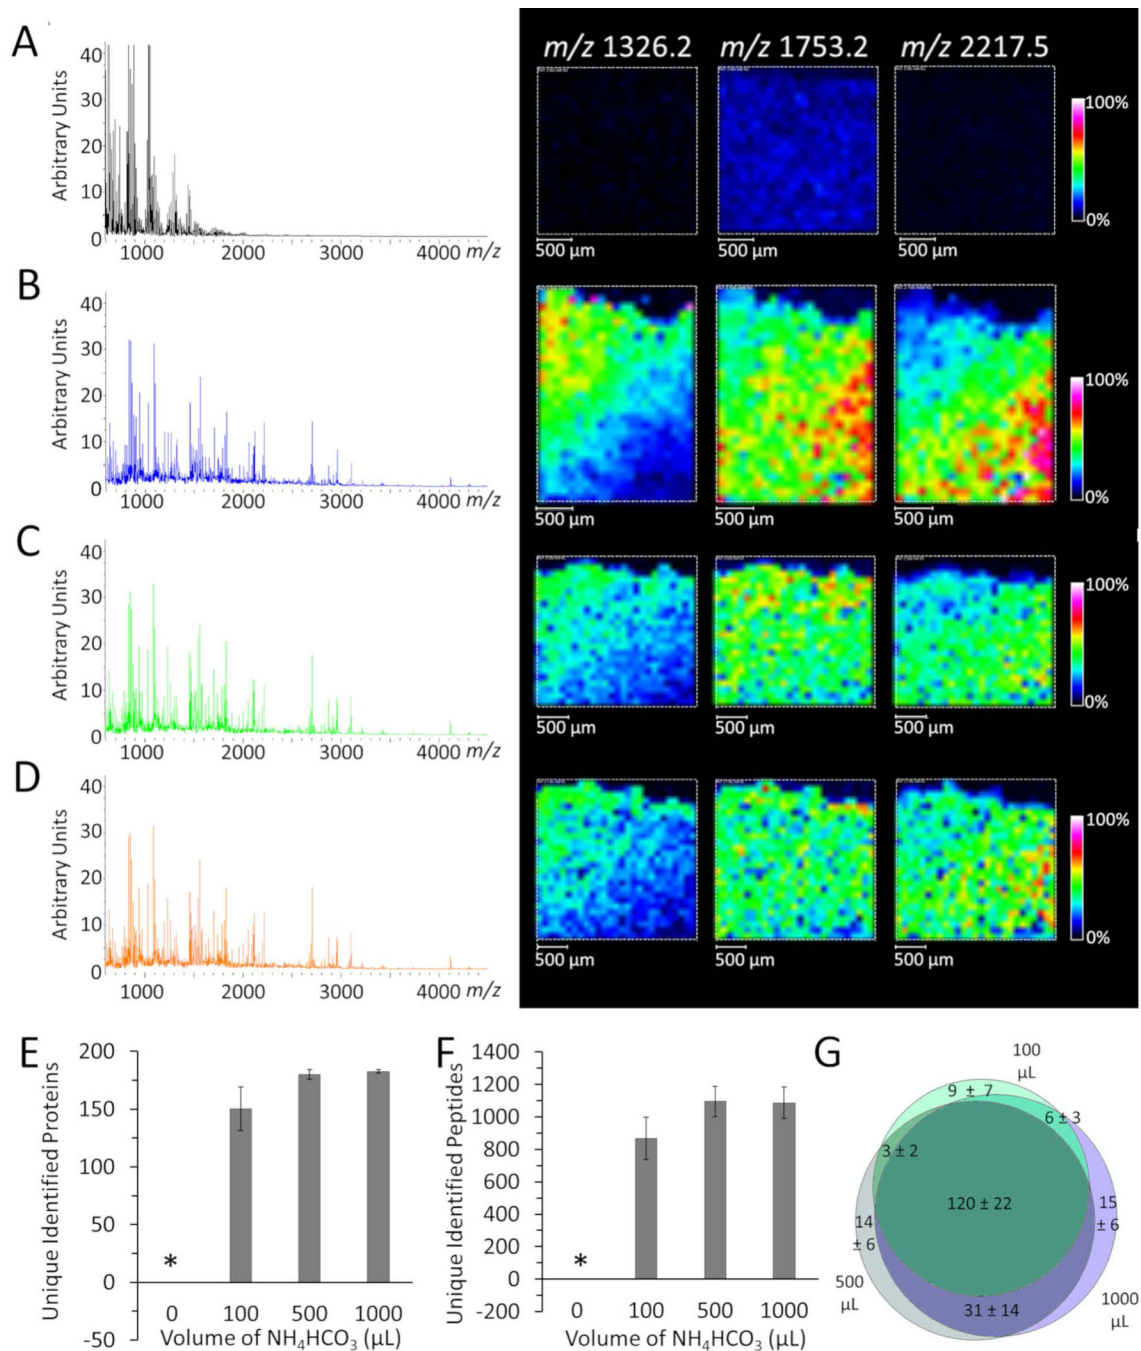 A
Arbitrary Units
40
30
20
10
0
1000 2000 3000 4000 m/z
m/z 1326.2 m/z 1753.2 m/z 2217.5
100%
0%
500 µm 500 µm 500 µm
B
Arbitrary Units
40
30
20
10
0
1000 2000 3000 4000 m/z
100%
0%
500 µm 500 µm 500 µm
C
Arbitrary Units
40
30
20
10
0
1000 2000 3000 4000 m/z
100%
0%
500 µm 500 µm 500 µm
D
Arbitrary Units
40
30
20
10
0
1000 2000 3000 4000 m/z
100%
0%
500 µm 500 µm 500 µm
E
Unique Identified Proteins
200
150
100
50
0
-50
*
0 100 500 1000
Volume of NH₄HCO₃ (µL)
F
Unique Identified Peptides
1400
1200
1000
800
600
400
200
0
-200
*
0 100 500 1000
Volume of NH₄HCO₃ (µL)
G
100
µL
9 ± 7
6 ± 3
3 ± 2
120 ± 22
15
± 6
14
± 6
31 ± 14
500
µL
1000
µL